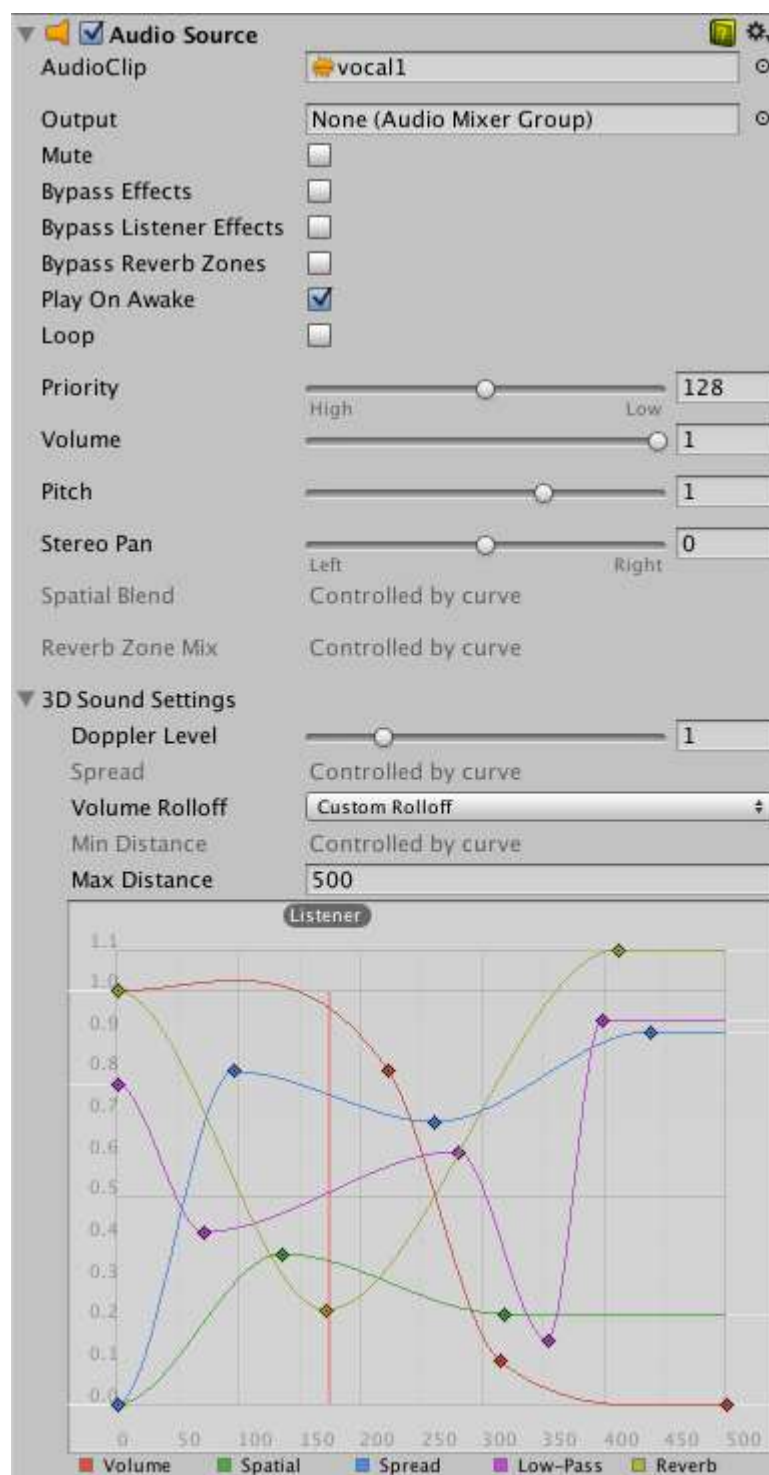 Audio Source
AudioClip vocal1
Output None (Audio Mixer Group)
Mute
Bypass Effects
Bypass Listener Effects
Bypass Reverb Zones
Play On Awake
Loop
Priority 128
High Low
Volume 1
Pitch 1
Stereo Pan 0
Left Right
Spatial Blend Controlled by curve
Reverb Zone Mix Controlled by curve
3D Sound Settings
Doppler Level 1
Spread Controlled by curve
Volume Rolloff Custom Rolloff
Min Distance Controlled by curve
Max Distance 500
Listener
1.1
1.0
0.9
0.8
0.7
0.6
0.5
0.4
0.3
0.2
0.1
0.0
0 50 100 150 200 250 300 350 400 450 500
Volume Spatial Spread Low-Pass Reverb